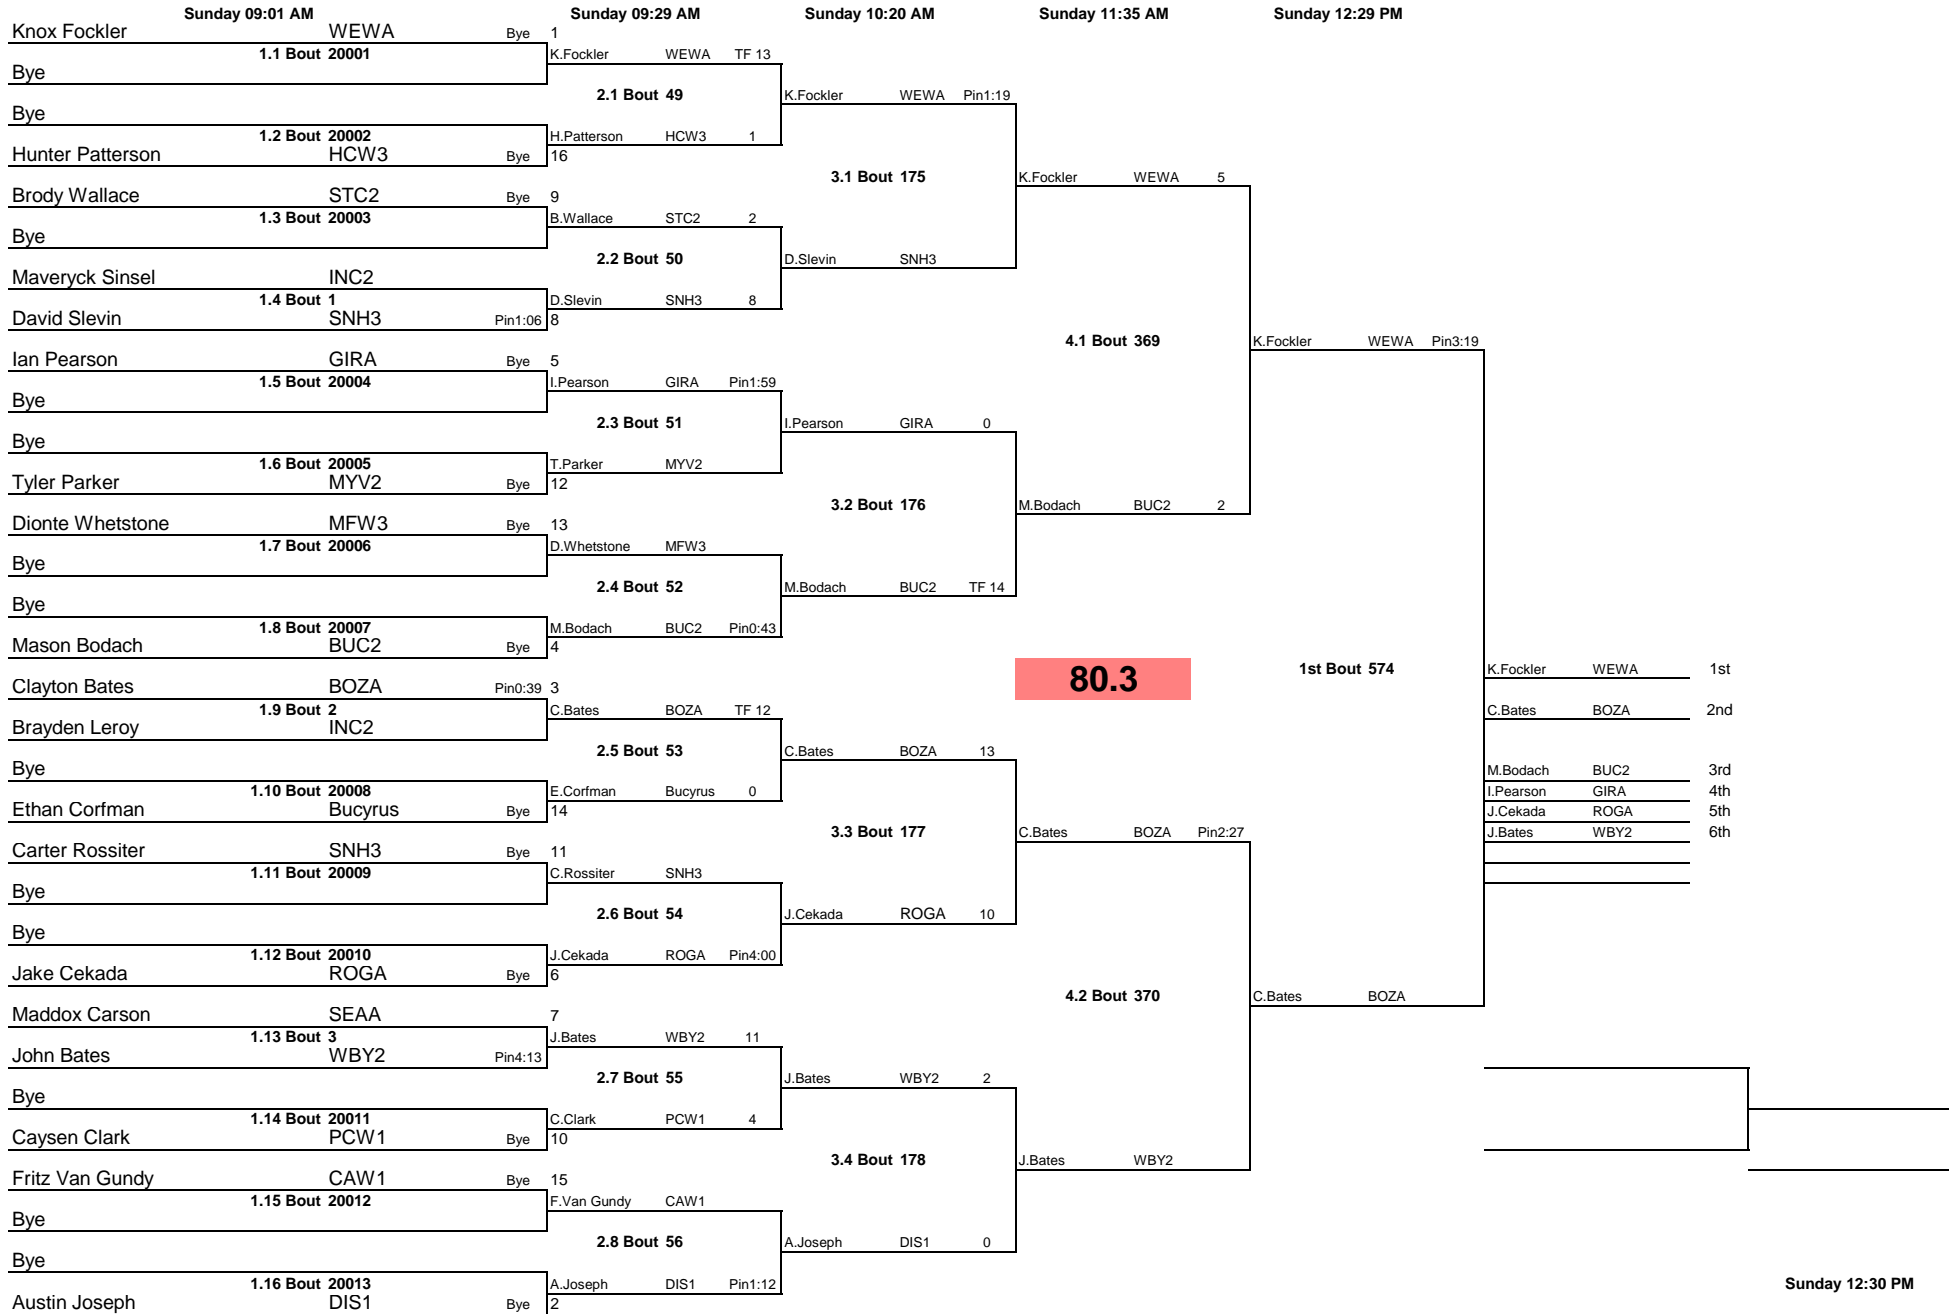 Sunday 09:01 AM Sunday 09:29 AM Sunday 10:20 AM Sunday 11:35 AM Sunday 12:29 PM
Knox Fockler WEWA Bye 1
1.1 Bout 20001 K.Fockler WEWA TF 13
Bye
2.1 Bout 49 K.Fockler WEWA Pin1:19
Bye
1.2 Bout 20002 H.Patterson HCW3 1
Hunter Patterson HCW3 Bye 16
3.1 Bout 175 K.Fockler WEWA 5
Brody Wallace STC2 Bye 9
1.3 Bout 20003 B.Wallace STC2 2
Bye
2.2 Bout 50 D.Slevin SNH3
Maveryck Sinsel INC2
1.4 Bout 1 D.Slevin SNH3 8
David Slevin SNH3 Pin1:06 8
4.1 Bout 369 K.Fockler WEWA Pin3:19
Ian Pearson GIRA Bye 5
1.5 Bout 20004 I.Pearson GIRA Pin1:59
Bye
2.3 Bout 51 I.Pearson GIRA 0
Bye
1.6 Bout 20005 T.Parker MYV2
Tyler Parker MYV2 Bye 12
3.2 Bout 176 M.Bodach BUC2 2
Dionte Whetstone MFW3 Bye 13
1.7 Bout 20006 D.Whetstone MFW3
Bye
2.4 Bout 52 M.Bodach BUC2 TF 14
Bye
1.8 Bout 20007 M.Bodach BUC2 Pin0:43
Mason Bodach BUC2 Bye 4
80.3 1st Bout 574 K.Fockler WEWA 1st
Clayton Bates BOZA Pin0:39 3
1.9 Bout 2 C.Bates BOZA TF 12 C.Bates BOZA 2nd
Brayden Leroy INC2
2.5 Bout 53 C.Bates BOZA 13
Bye M.Bodach BUC2 3rd
1.10 Bout 20008 E.Corfman Bucyrus 0 I.Pearson GIRA 4th
Ethan Corfman Bucyrus Bye 14 J.Cekada ROGA 5th
3.3 Bout 177 C.Bates BOZA Pin2:27 J.Bates WBY2 6th
Carter Rossiter SNH3 Bye 11
1.11 Bout 20009 C.Rossiter SNH3
Bye
2.6 Bout 54 J.Cekada ROGA 10
Bye
1.12 Bout 20010 J.Cekada ROGA Pin4:00
Jake Cekada ROGA Bye 6
4.2 Bout 370 C.Bates BOZA
Maddox Carson SEAA 7
1.13 Bout 3 J.Bates WBY2 11
John Bates WBY2 Pin4:13
2.7 Bout 55 J.Bates WBY2 2
Bye
1.14 Bout 20011 C.Clark PCW1 4
Caysen Clark PCW1 Bye 10
3.4 Bout 178 J.Bates WBY2
Fritz Van Gundy CAW1 Bye 15
1.15 Bout 20012 F.Van Gundy CAW1
Bye
2.8 Bout 56 A.Joseph DIS1 0
Bye
1.16 Bout 20013 A.Joseph DIS1 Pin1:12 Sunday 12:30 PM
Austin Joseph DIS1 Bye 2